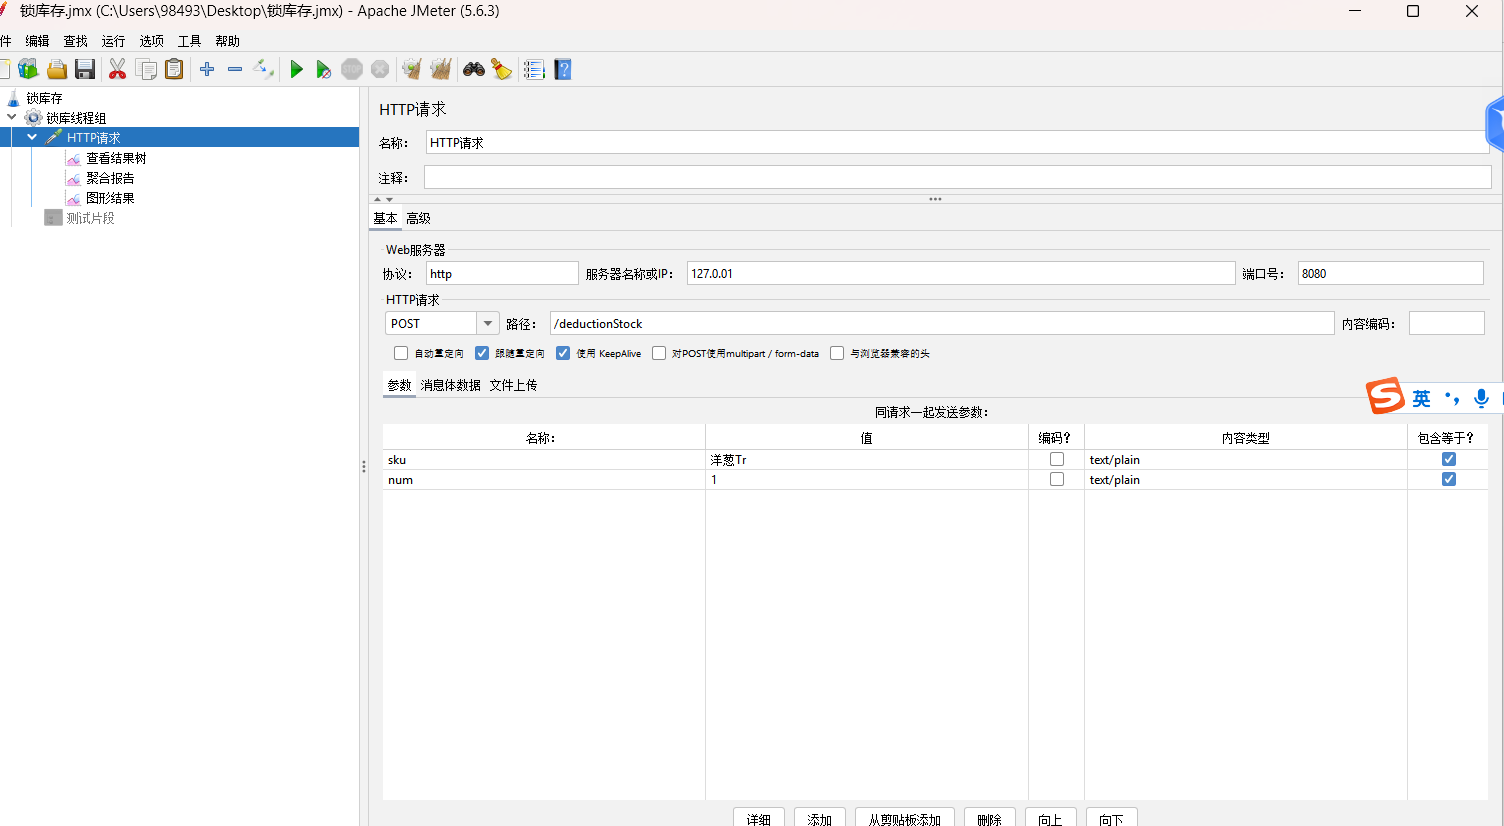 锁库存.jmx (C:\Users\98493\Desktop\锁库存.jmx) - Apache JMeter (5.6.3)
件 编辑 查找 运行 选项 工具 帮助
STOP
锁库存
锁库线程组
HTTP请求
查看结果树
聚合报告
图形结果
测试片段
HTTP请求
名称： HTTP请求
注释：
基本 高级
Web服务器
协议： http 服务器名称或IP： 127.0.01 端口号： 8080
HTTP请求
POST 路径： /deductionStock 内容编码：
自动重定向 跟随重定向 使用 KeepAlive 对POST使用multipart / form-data 与浏览器兼容的头
参数 消息体数据 文件上传
英
同请求一起发送参数：
名称： 值 编码? 内容类型 包含等于?
sku 洋葱Tr text/plain
num 1 text/plain
详细 添加 从剪贴板添加 删除 向上 向下